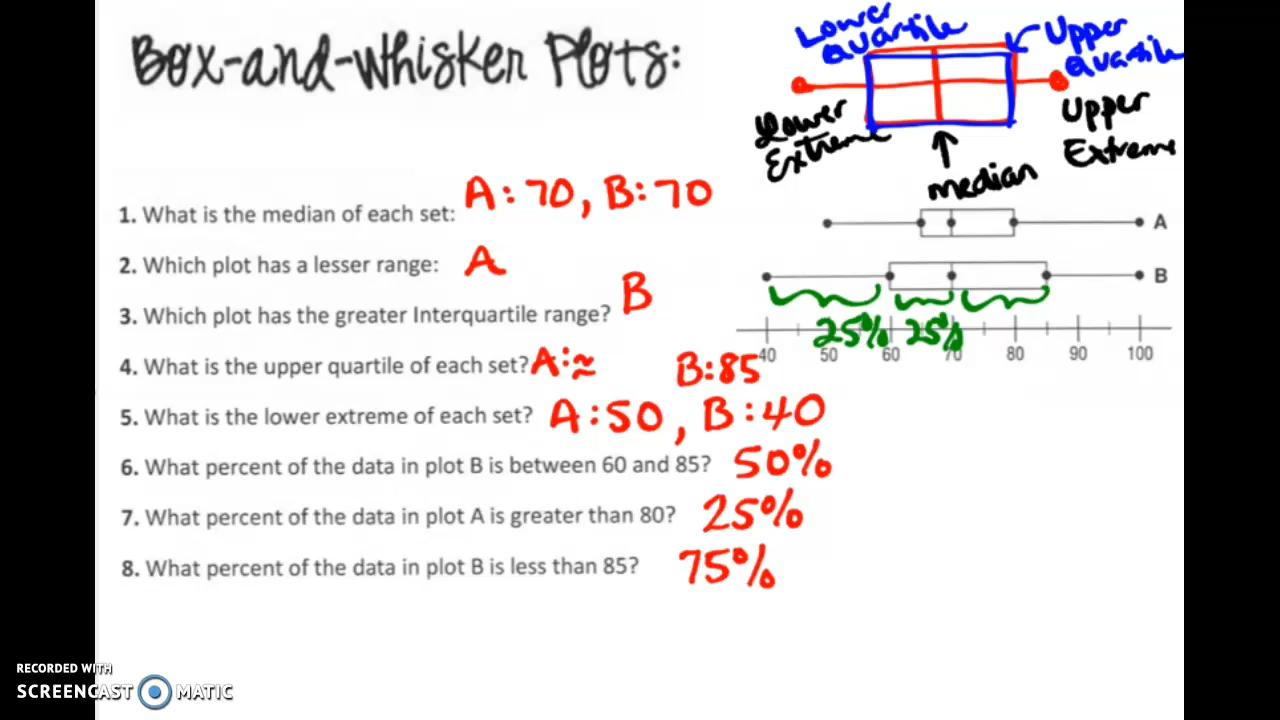 Box-and-Whisker Plots:
Lower
Quartile
Upper
Quartile
Lower
Extreme
Upper
Extreme
median
1. What is the median of each set: A: 70, B: 70
2. Which plot has a lesser range: A
3. Which plot has the greater Interquartile range? B
4. What is the upper quartile of each set? A: ≈ B: 85
5. What is the lower extreme of each set? A: 50, B: 40
6. What percent of the data in plot B is between 60 and 85? 50%
7. What percent of the data in plot A is greater than 80? 25%
8. What percent of the data in plot B is less than 85? 75%
A
B
25% 25%
40 50 60 70 80 90 100
RECORDED WITH
SCREENCAST MATIC